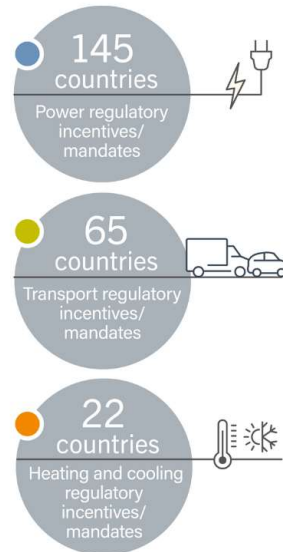 145
countries
Power regulatory
incentives/
mandates
65
countries
Transport regulatory
incentives/
mandates
22
countries
Heating and cooling
regulatory
incentives/
mandates